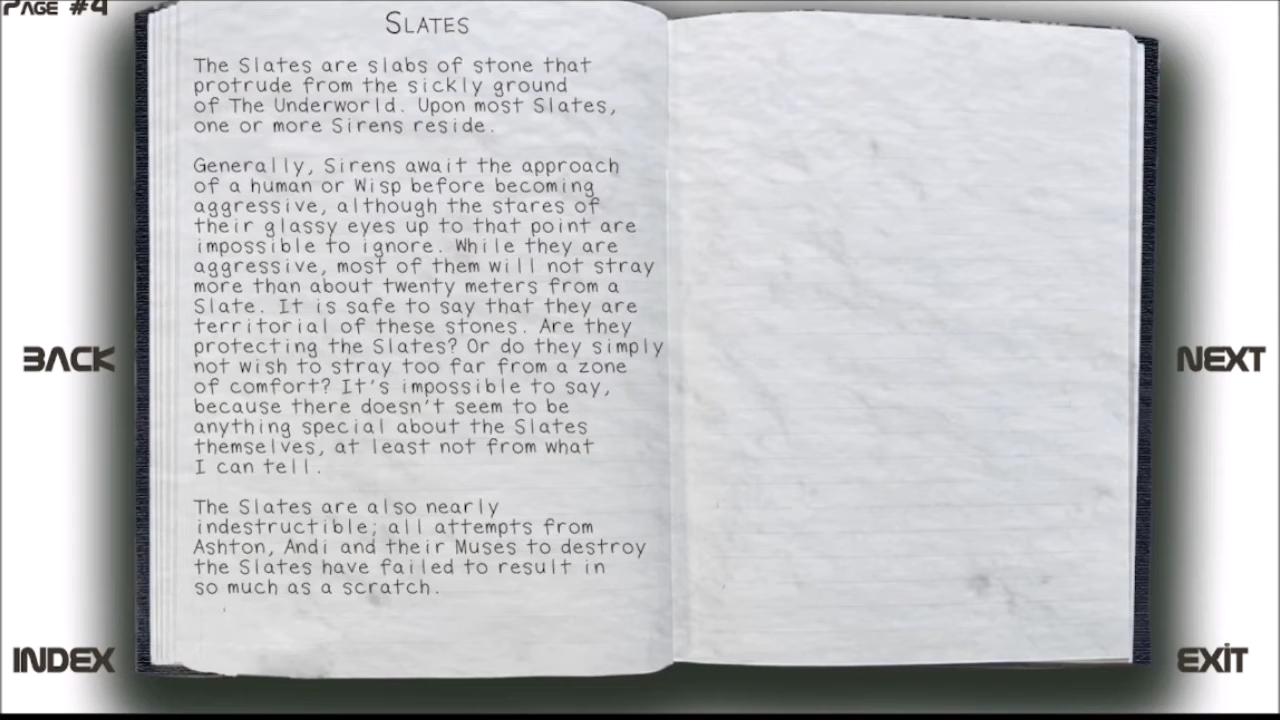 Page #4
Slates
The Slates are slabs of stone that
protrude from the sickly ground
of The Underworld. Upon most Slates,
one or more Sirens reside.
Generally, Sirens await the approach
of a human or Wisp before becoming
aggressive, although the stares of
their glassy eyes up to that point are
impossible to ignore. While they are
aggressive, most of them will not stray
more than about twenty meters from a
Slate. It is safe to say that they are
territorial of these stones. Are they
protecting the Slates? Or do they simply
not wish to stray too far from a zone
of comfort? It's impossible to say,
because there doesn't seem to be
anything special about the Slates
themselves, at least not from what
I can tell.
The Slates are also nearly
indestructible; all attempts from
Ashton, Andi and their Muses to destroy
the Slates have failed to result in
so much as a scratch.
BACK
NEXT
INDEX
EXIT